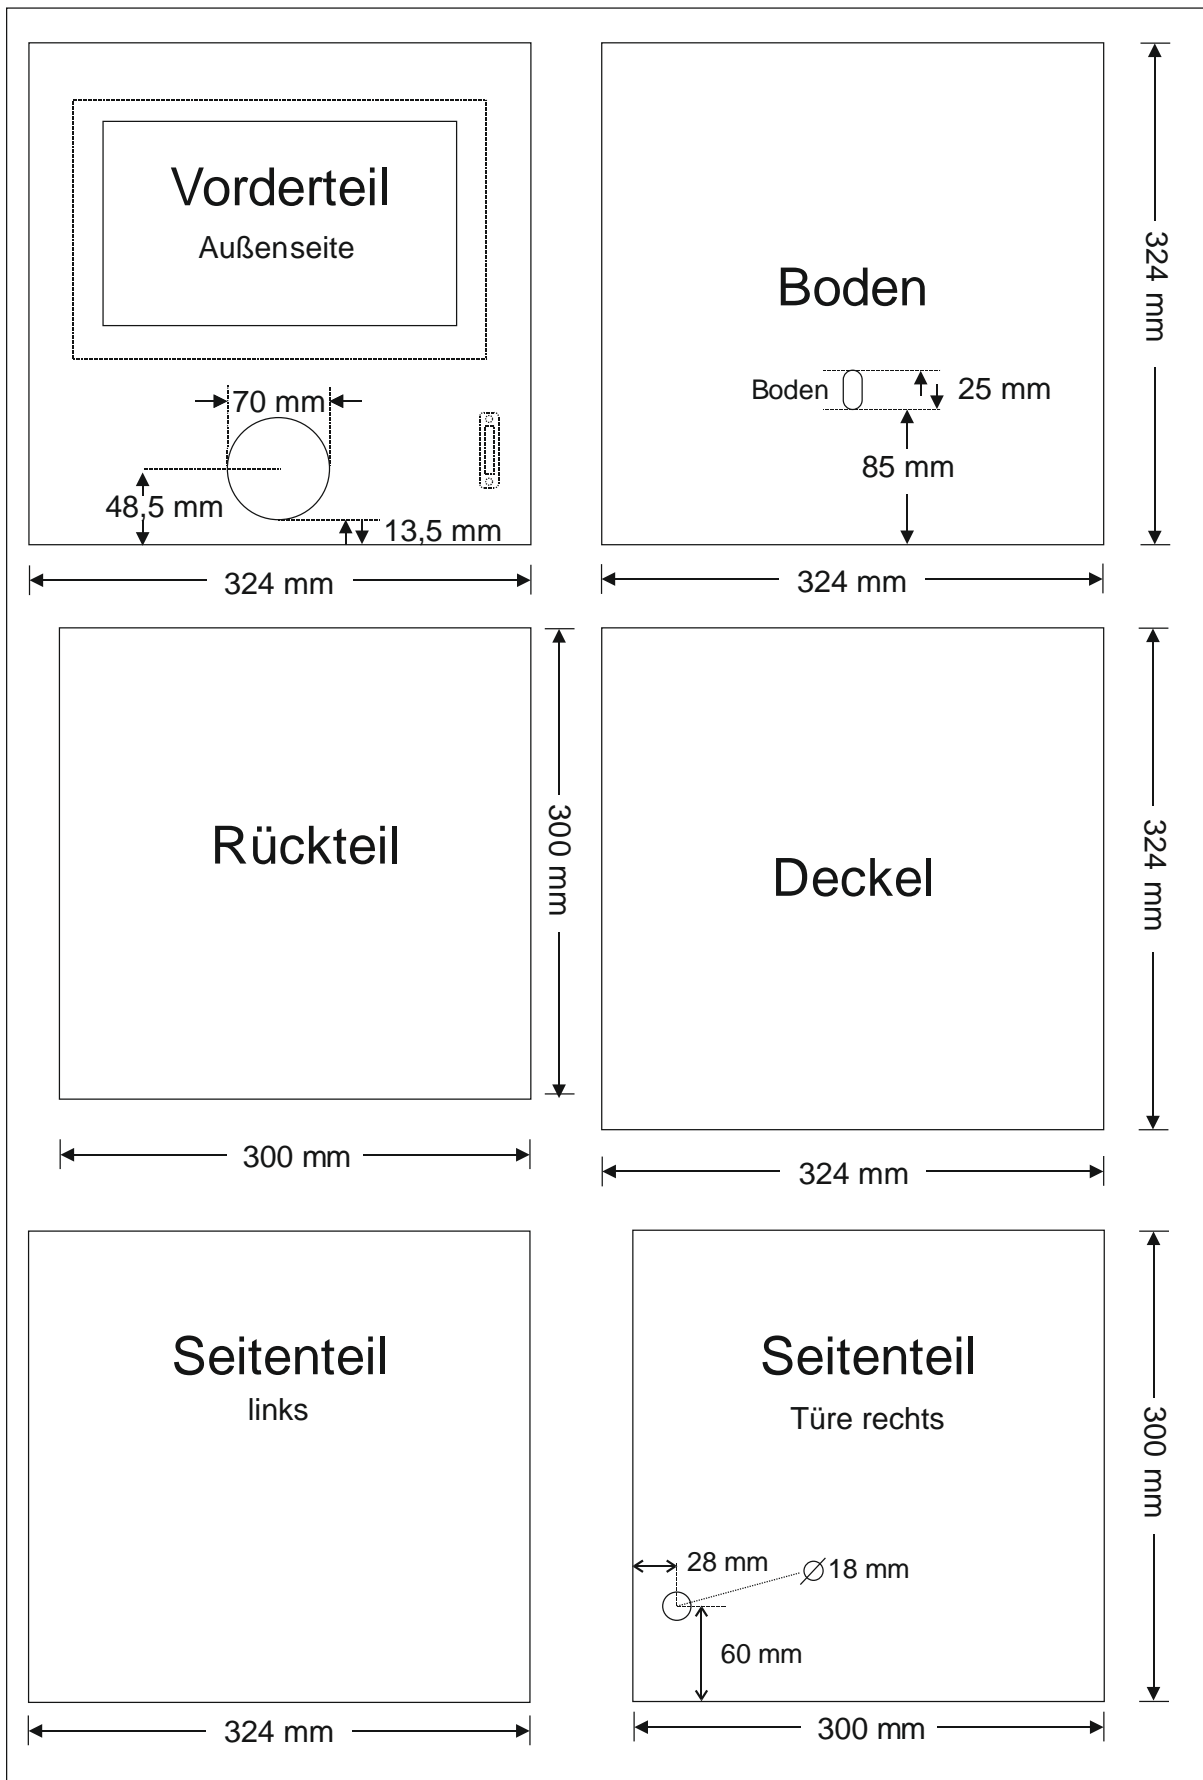 Vorderteil
Außenseite
70 mm
48,5 mm
13,5 mm
324 mm
Boden
Boden
25 mm
85 mm
324 mm
324 mm
Rückteil
300 mm
300 mm
Deckel
324 mm
324 mm
Seitenteil
links
324 mm
Seitenteil
Türe rechts
28 mm
⌀ 18 mm
60 mm
300 mm
300 mm